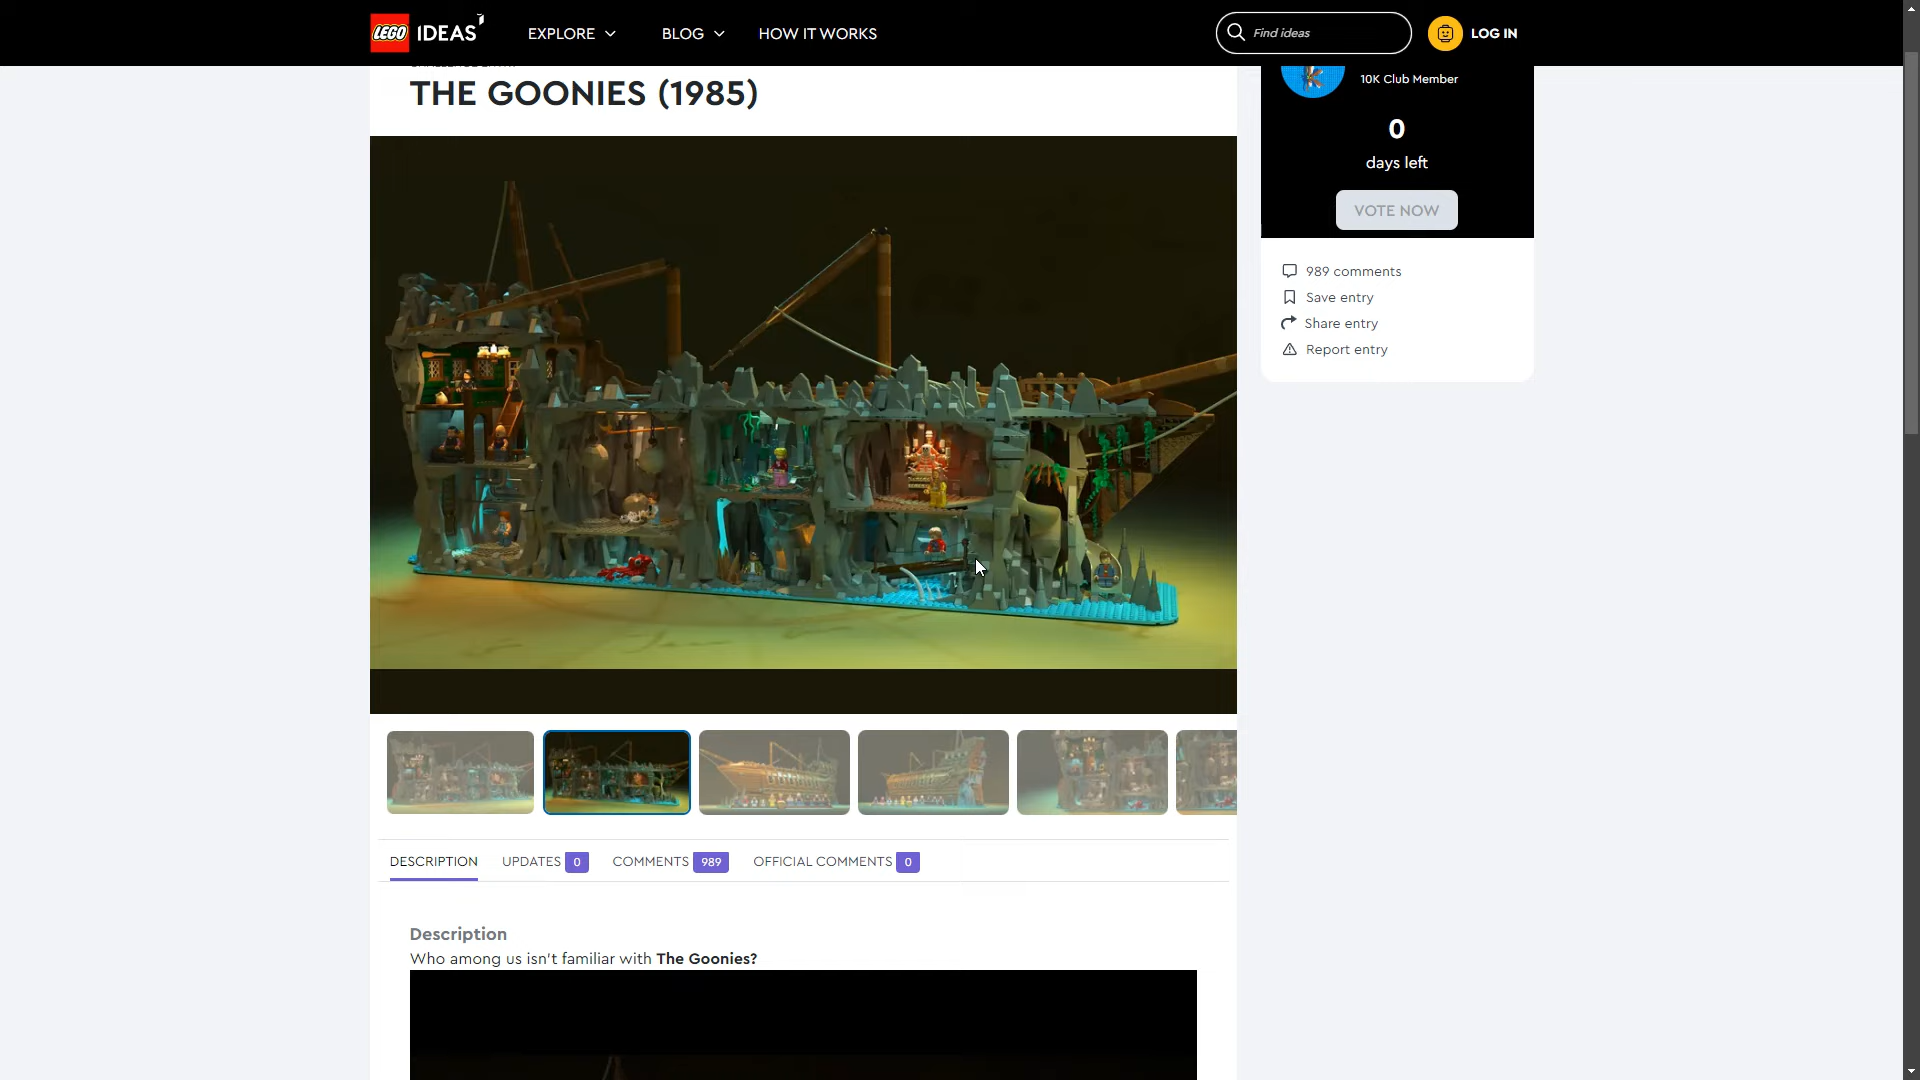 LEGO IDEAS
EXPLORE
BLOG
HOW IT WORKS
Find ideas
LOG IN
THE GOONIES (1985)
10K Club Member
0
days left
VOTE NOW
989 comments
Save entry
Share entry
Report entry
DESCRIPTION
UPDATES 0
COMMENTS 989
OFFICIAL COMMENTS 0
Description
Who among us isn't familiar with The Goonies?